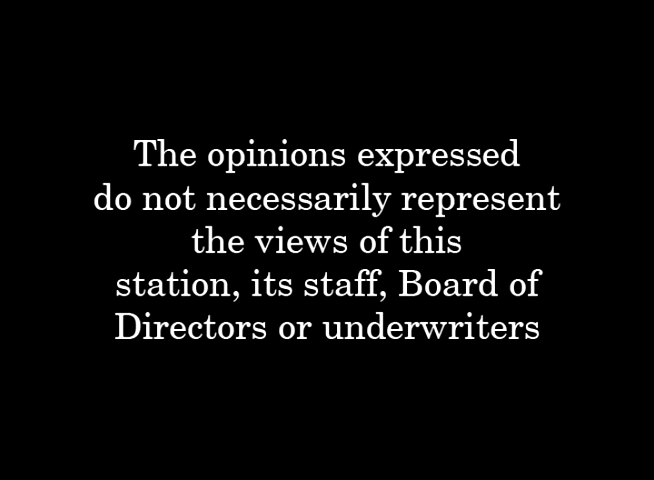 The opinions expressed
do not necessarily represent
the views of this
station, its staff, Board of
Directors or underwriters